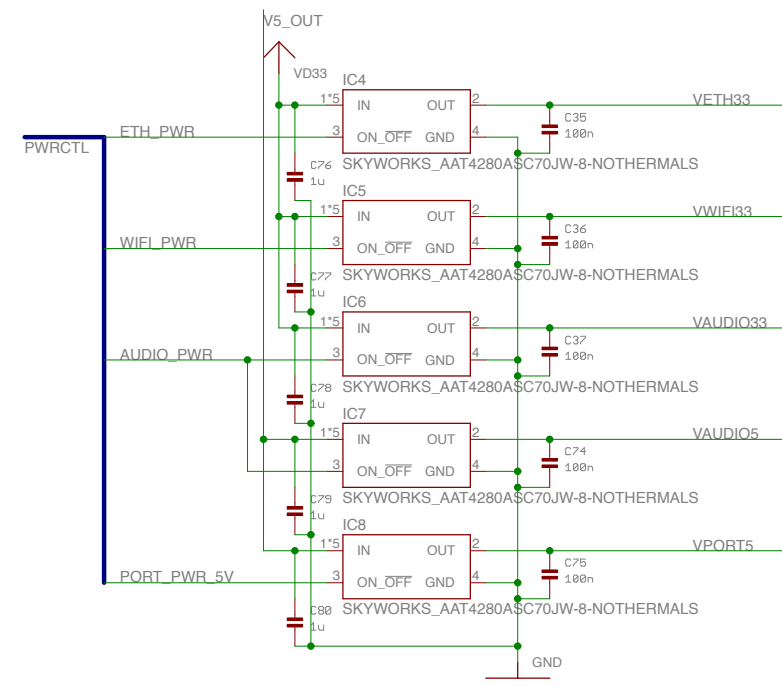 V5_OUT
VD33
IC4
1*5 IN OUT 2 VETH33
C35
100n
ETH_PWR 3 ON_OFF GND 4
PWRCTL
SKYWORKS_AAT4280ASC70JW-8-NOTHERMALS
C76
1u
IC5
1*5 IN OUT 2 VWIFI33
C36
100n
WIFI_PWR 3 ON_OFF GND 4
SKYWORKS_AAT4280ASC70JW-8-NOTHERMALS
C77
1u
IC6
1*5 IN OUT 2 VAUDIO33
C37
100n
AUDIO_PWR 3 ON_OFF GND 4
SKYWORKS_AAT4280ASC70JW-8-NOTHERMALS
C78
1u
IC7
1*5 IN OUT 2 VAUDIO5
C74
100n
3 ON_OFF GND 4
SKYWORKS_AAT4280ASC70JW-8-NOTHERMALS
C79
1u
IC8
1*5 IN OUT 2 VPORT5
C75
100n
PORT_PWR_5V 3 ON_OFF GND 4
SKYWORKS_AAT4280ASC70JW-8-NOTHERMALS
C80
1u
GND